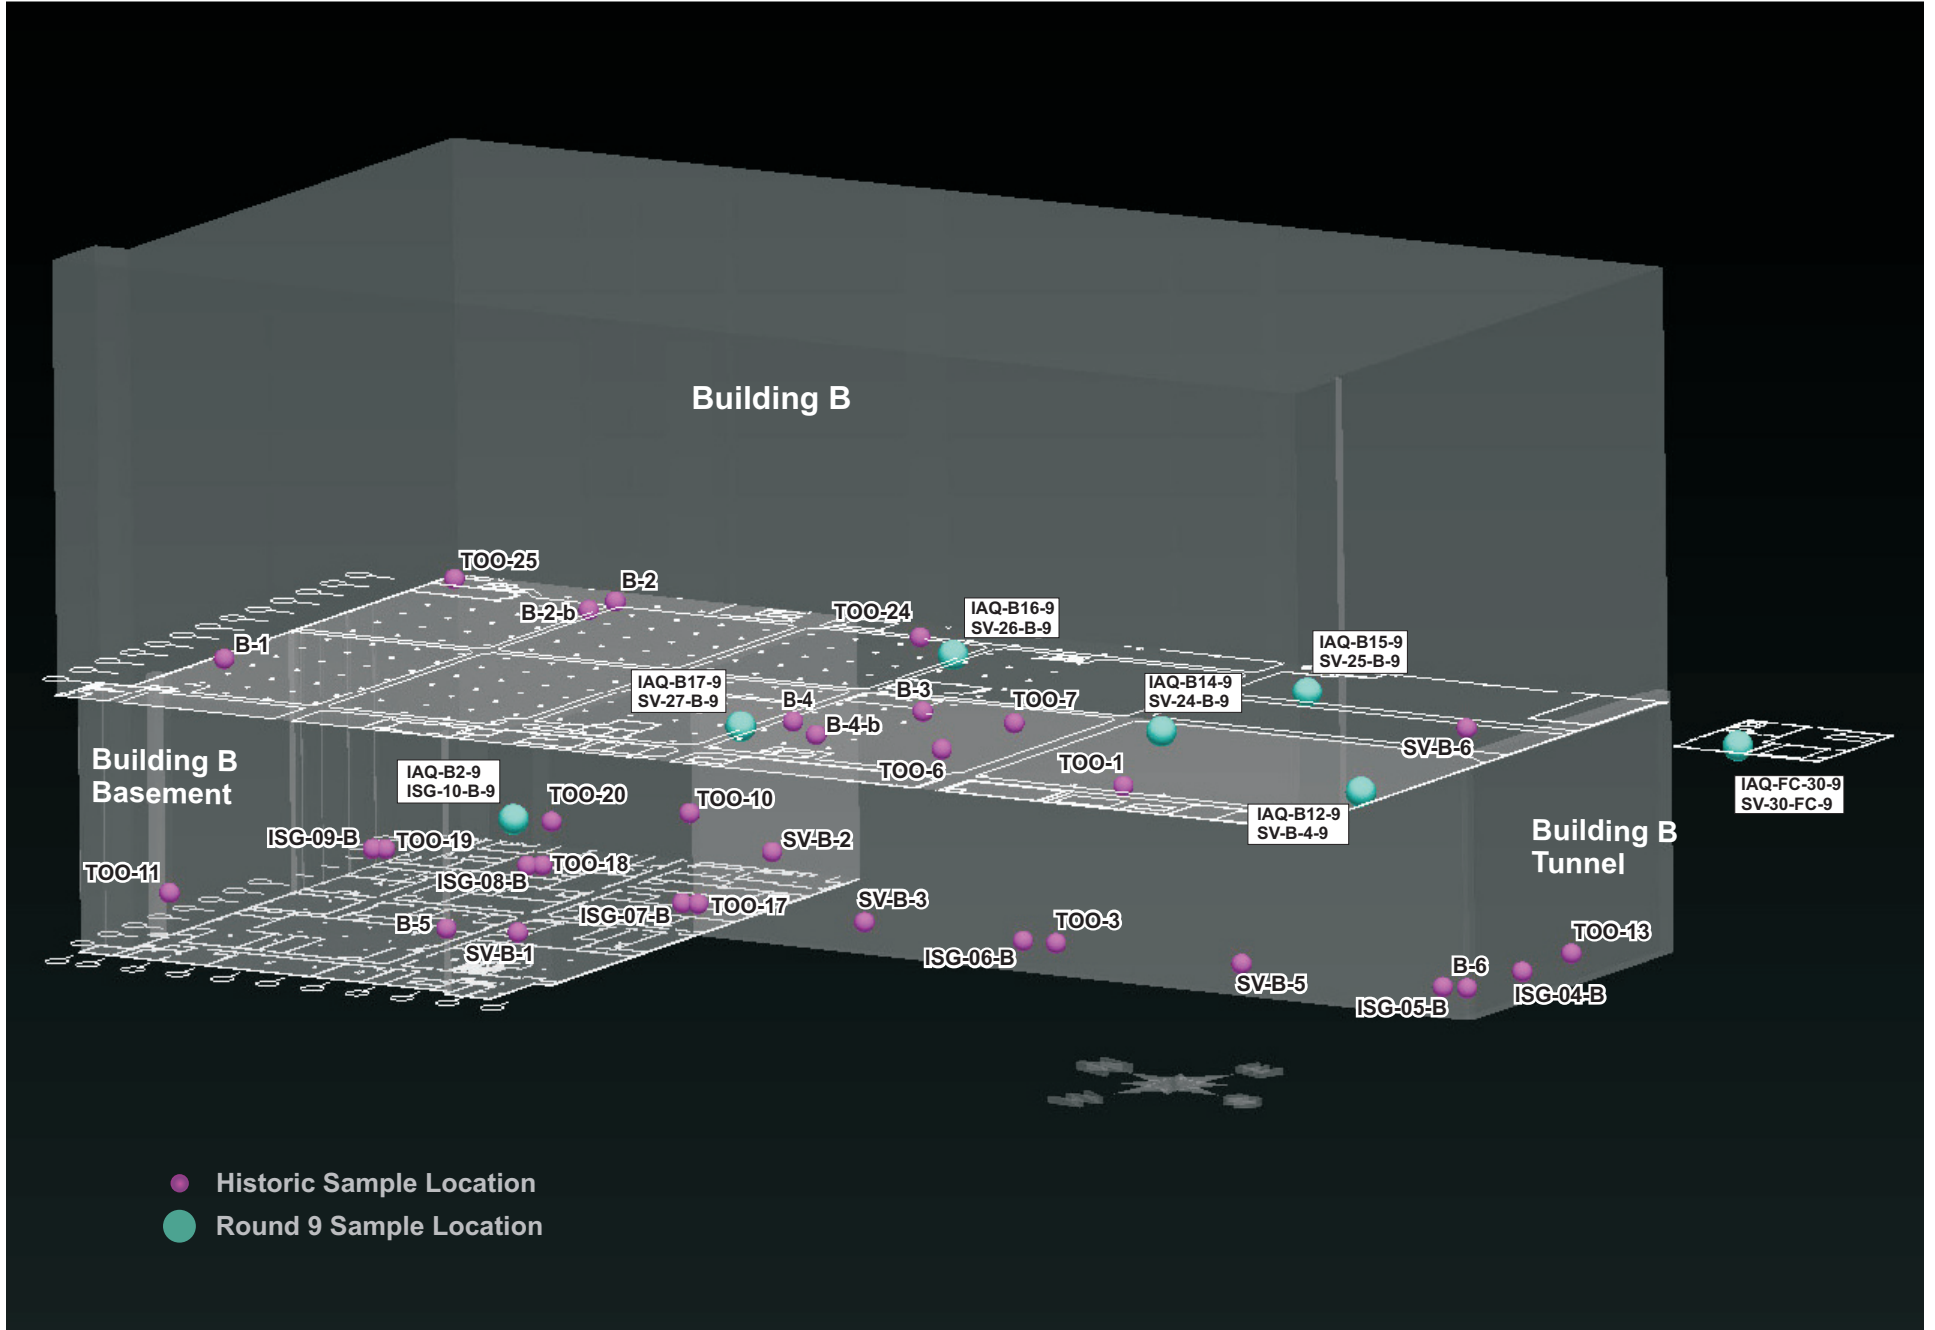 Building B
TOO-25
B-2
B-2-b
TOO-24
IAQ-B16-9
SV-26-B-9
B-1
IAQ-B15-9
SV-25-B-9
IAQ-B17-9
SV-27-B-9
B-4
B-3
B-4-b
TOO-7
IAQ-B14-9
SV-24-B-9
SV-B-6
TOO-6
TOO-1
Building B
Basement
IAQ-B2-9
ISG-10-B-9
TOO-20
TOO-10
IAQ-B12-9
SV-B-4-9
IAQ-FC-30-9
SV-30-FC-9
Building B
Tunnel
ISG-09-B
TOO-19
SV-B-2
TOO-11
ISG-08-B
TOO-18
ISG-07-B
TOO-17
SV-B-3
B-5
SV-B-1
ISG-06-B
TOO-3
TOO-13
SV-B-5
B-6
ISG-05-B
ISG-04-B
Historic Sample Location
Round 9 Sample Location